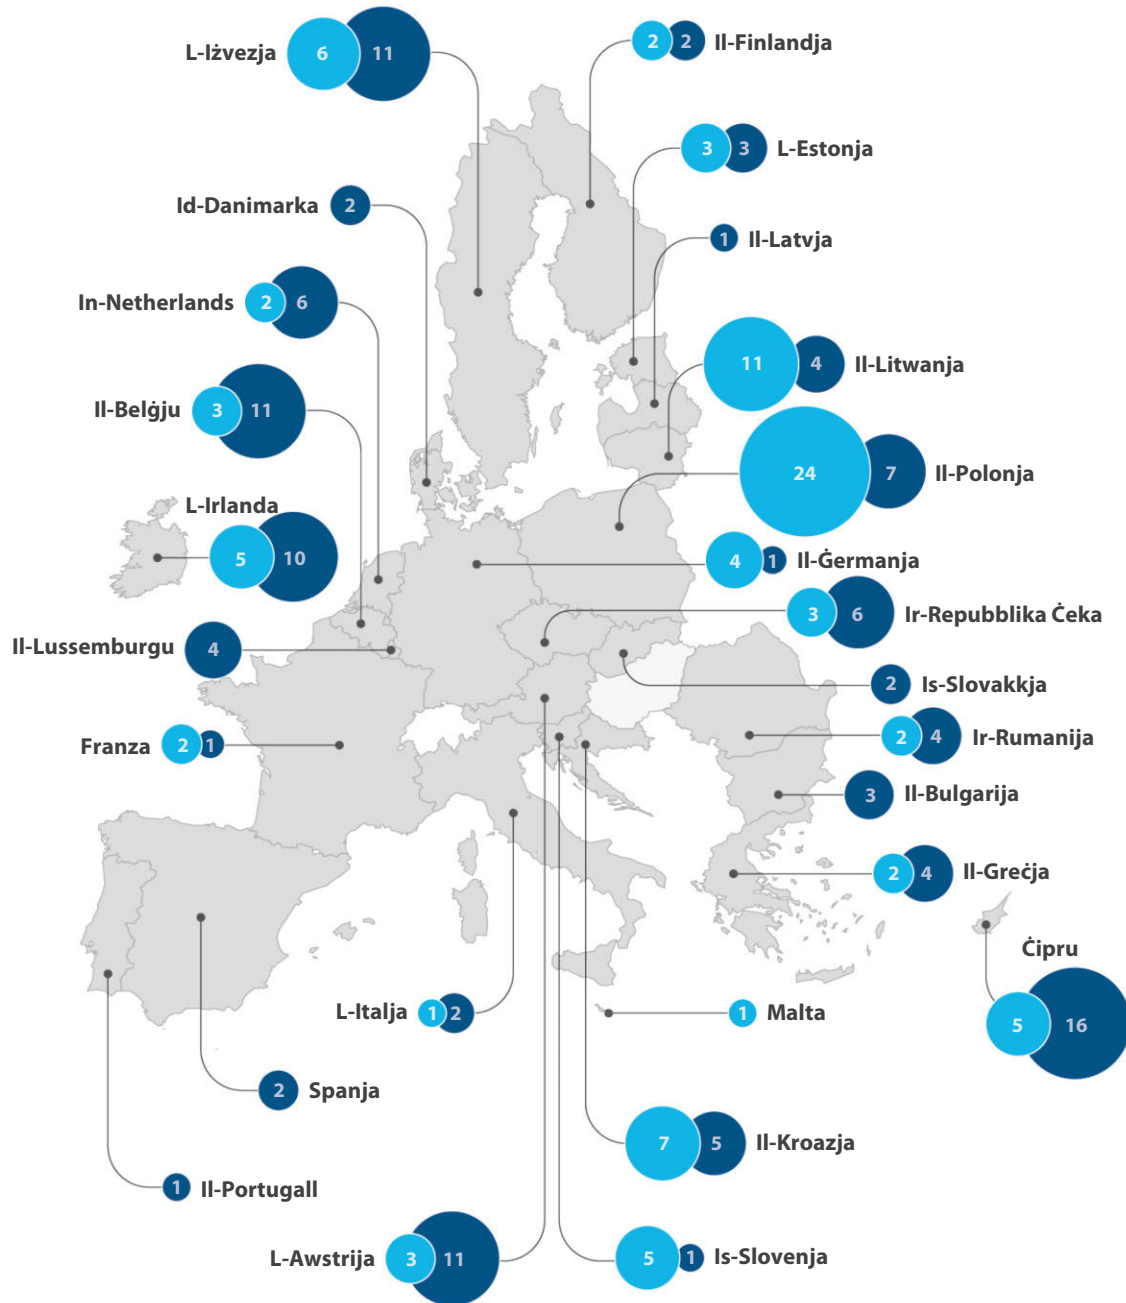 L-Iżvezja
6 11
2 2 Il-Finlandja
3 3 L-Estonja
Id-Danimarka 2
1 Il-Latvja
In-Netherlands 2 6
11 4 Il-Litwanja
Il-Belġju 3 11
24 7 Il-Polonja
L-Irlanda
5 10
4 1 Il-Ġermanja
3 6 Ir-Repubblika Ċeka
Il-Lussemburgu 4
2 Is-Slovakkja
Franza 2 1
2 4 Ir-Rumanija
3 Il-Bulgarija
2 4 Il-Greċja
Ċipru
5 16
L-Italja 1 2
1 Malta
2 Spanja
7 5 Il-Kroazja
1 Il-Portugall
L-Awstrija 3 11
5 1 Is-Slovenja